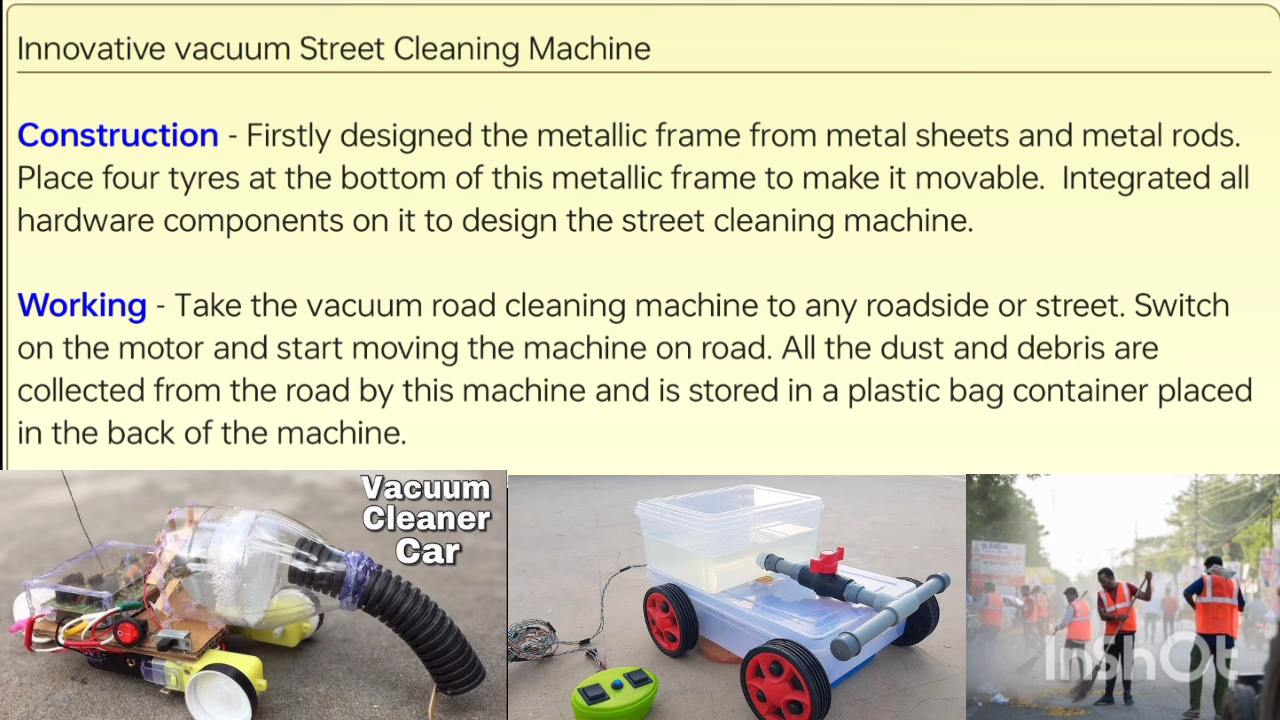 Innovative vacuum Street Cleaning Machine
Construction - Firstly designed the metallic frame from metal sheets and metal rods.
Place four tyres at the bottom of this metallic frame to make it movable.  Integrated all
hardware components on it to design the street cleaning machine.
Working - Take the vacuum road cleaning machine to any roadside or street. Switch
on the motor and start moving the machine on road. All the dust and debris are
collected from the road by this machine and is stored in a plastic bag container placed
in the back of the machine.
Vacuum
Cleaner
Car
InshOt